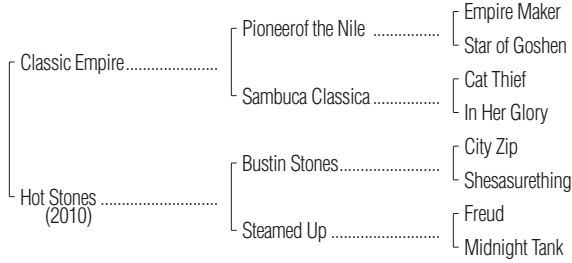 Empire Maker
Pioneerof the Nile ................
Star of Goshen
Classic Empire......................
Cat Thief
Sambuca Classica................
In Her Glory
City Zip
Bustin Stones........................
Shesasurething
Hot Stones ............................
(2010)
Freud
Steamed Up ..........................
Midnight Tank